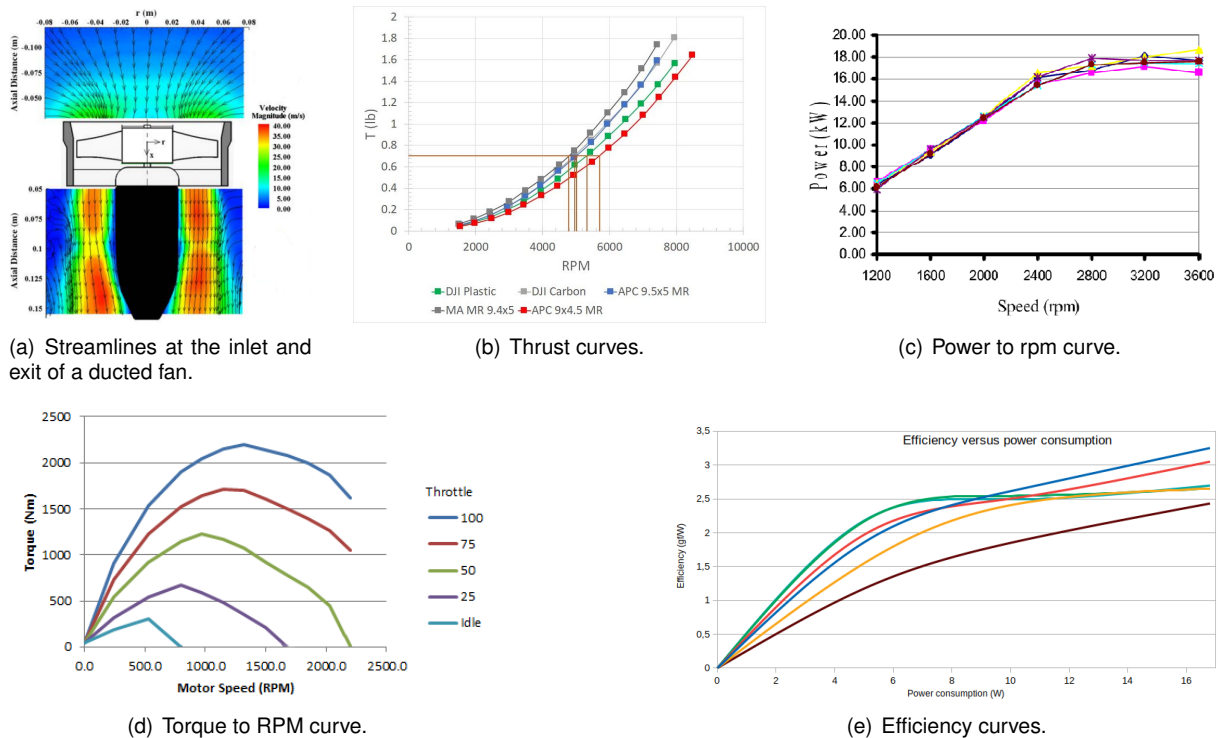 r (m)
-0.08 -0.06 -0.04 -0.02 0 0.02 0.04 0.06 0.08
Axial Distance (m)
-0.100
-0.075
-0.050
Velocity
Magnitude (m/s)
40.00
35.00
30.00
25.00
20.00
15.00
10.00
5.00
0.00
r
x
Axial Distance (m)
0.05
0.075
0.1
0.125
0.15
(a) Streamlines at the inlet and
exit of a ducted fan.
T (lb)
2
1.8
1.6
1.4
1.2
1
0.8
0.6
0.4
0.2
0
0 2000 4000 6000 8000 10000
RPM
DJI Plastic DJI Carbon APC 9.5x5 MR
MA MR 9.4x5 APC 9x4.5 MR
(b) Thrust curves.
Power (kW)
20.00
18.00
16.00
14.00
12.00
10.00
8.00
6.00
4.00
2.00
0.00
1200 1600 2000 2400 2800 3200 3600
Speed (rpm)
(c) Power to rpm curve.
Torque (Nm)
2500
2000
1500
1000
500
0
0.0 500.0 1000.0 1500.0 2000.0 2500.0
Motor Speed (RPM)
Throttle
100
75
50
25
Idle
(d) Torque to RPM curve.
Efficiency versus power consumption
Efficiency (gf/W)
3,5
3
2,5
2
1,5
1
0,5
0
0 2 4 6 8 10 12 14 16
Power consumption (W)
(e) Efficiency curves.